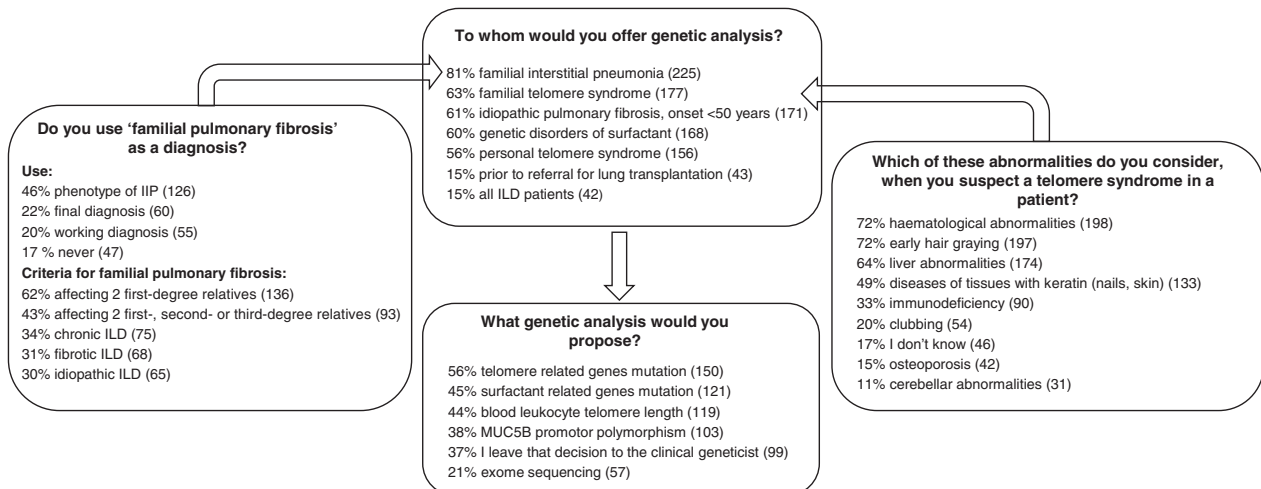 To whom would you offer genetic analysis?
81% familial interstitial pneumonia (225)
63% familial telomere syndrome (177)
61% idiopathic pulmonary fibrosis, onset <50 years (171)
60% genetic disorders of surfactant (168)
56% personal telomere syndrome (156)
15% prior to referral for lung transplantation (43)
15% all ILD patients (42)
Do you use ‘familial pulmonary fibrosis’
as a diagnosis?
Use:
46% phenotype of IIP (126)
22% final diagnosis (60)
20% working diagnosis (55)
17 % never (47)
Criteria for familial pulmonary fibrosis:
62% affecting 2 first-degree relatives (136)
43% affecting 2 first-, second- or third-degree relatives (93)
34% chronic ILD (75)
31% fibrotic ILD (68)
30% idiopathic ILD (65)
Which of these abnormalities do you consider,
when you suspect a telomere syndrome in a
patient?
72% haematological abnormalities (198)
72% early hair graying (197)
64% liver abnormalities (174)
49% diseases of tissues with keratin (nails, skin) (133)
33% immunodeficiency (90)
20% clubbing (54)
17% I don't know (46)
15% osteoporosis (42)
11% cerebellar abnormalities (31)
What genetic analysis would you
propose?
56% telomere related genes mutation (150)
45% surfactant related genes mutation (121)
44% blood leukocyte telomere length (119)
38% MUC5B promotor polymorphism (103)
37% I leave that decision to the clinical geneticist (99)
21% exome sequencing (57)